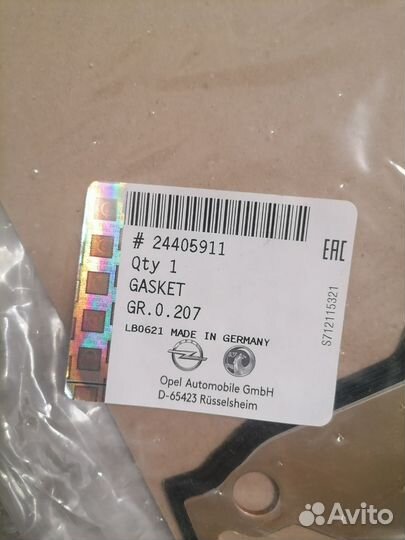 # 24405911
Qty 1
GASKET
GR.0.207
LB0621 MADE IN GERMANY
Opel Automobile GmbH
D-65423 Rüsselsheim
EAC
S712115321
Avito